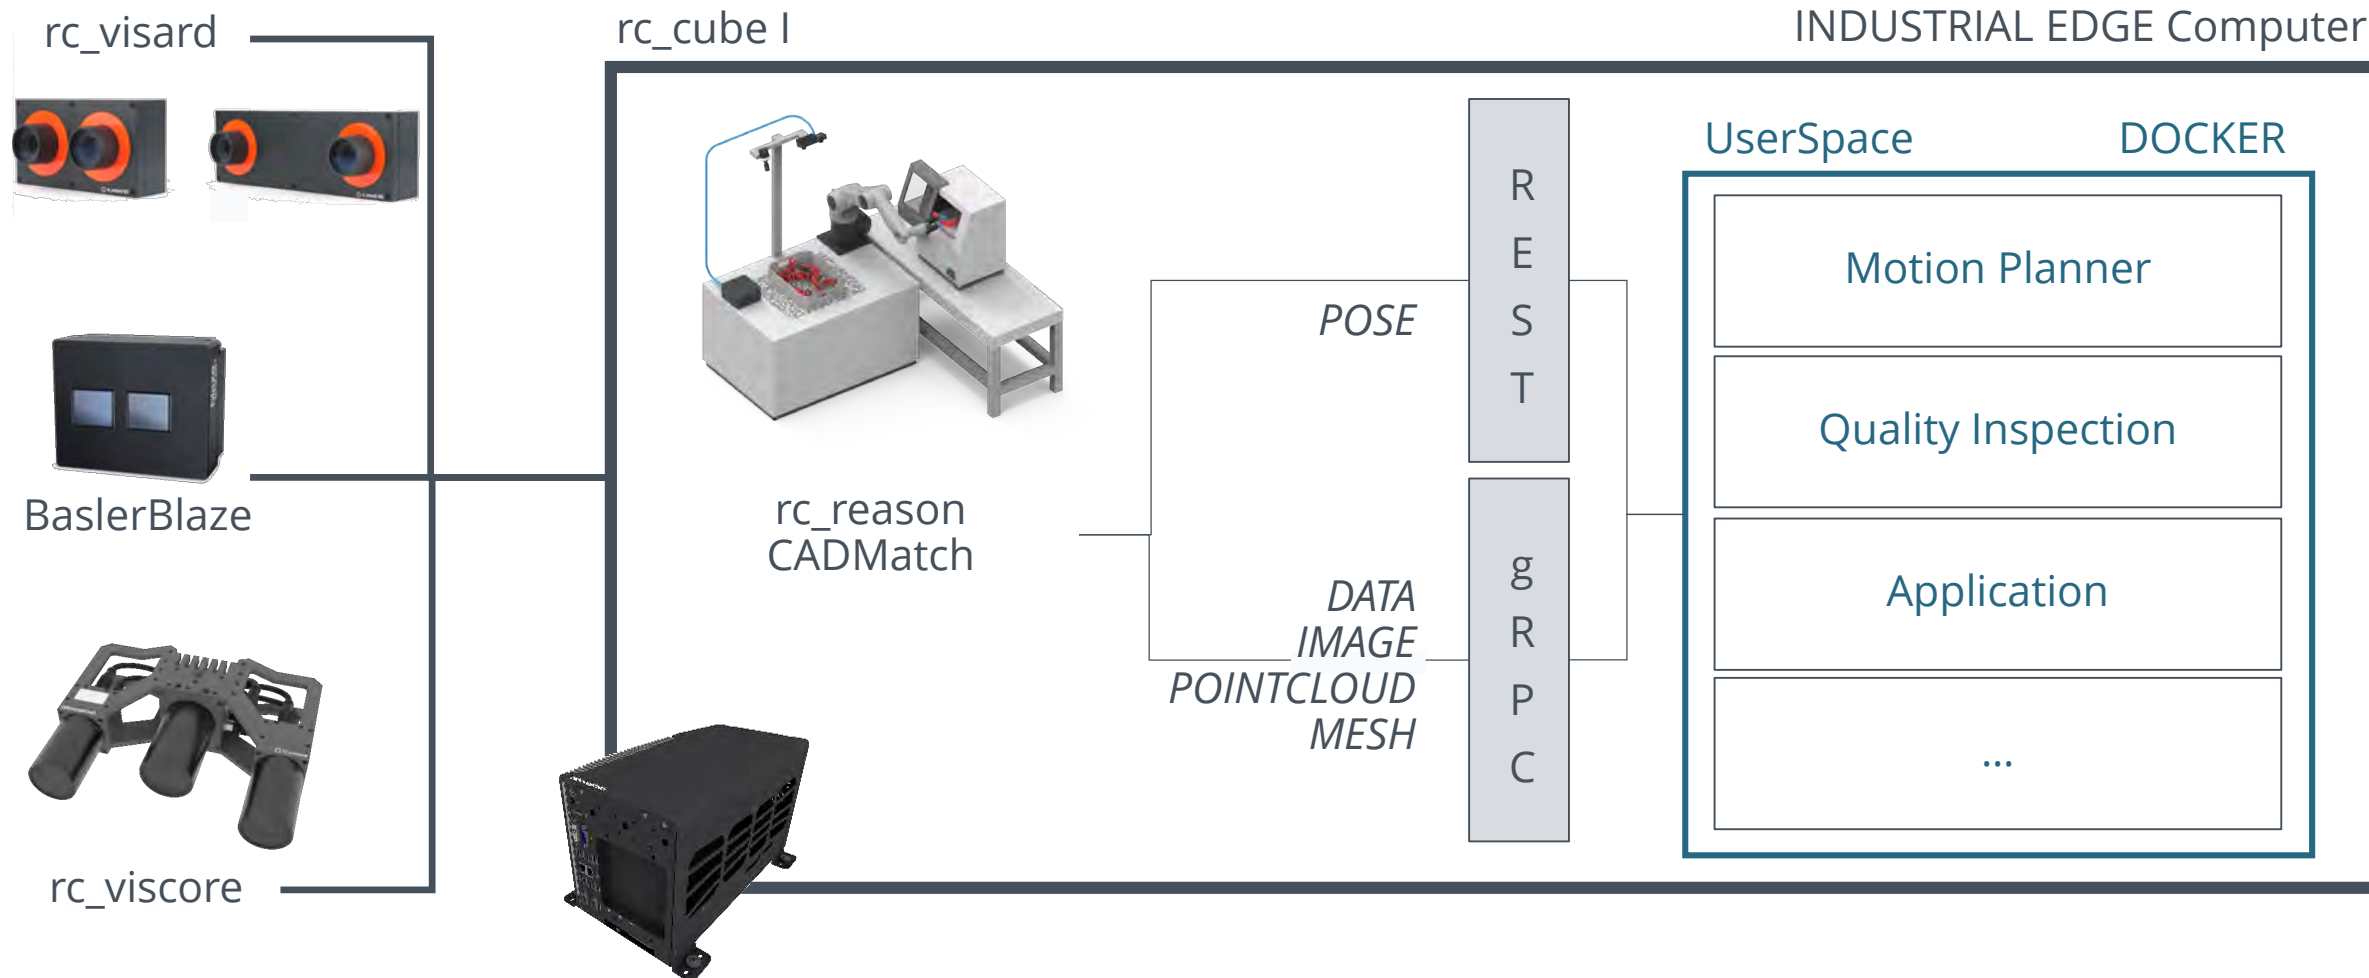 rc_visard
rc_cube I
INDUSTRIAL EDGE Computer
UserSpace
DOCKER
R
E
S
T
POSE
Motion Planner
Quality Inspection
BaslerBlaze
rc_reason
CADMatch
g
R
P
C
DATA
IMAGE
POINTCLOUD
MESH
Application
...
rc_viscore